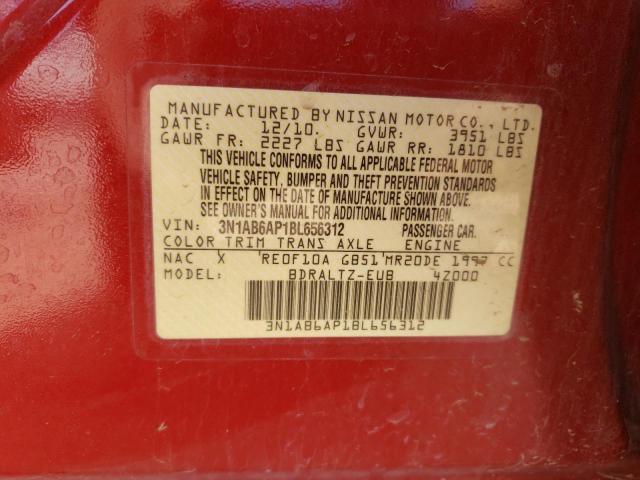 MANUFACTURED BY NISSAN MOTOR CO., LTD.
DATE: 12/10. GVWR: 3951 LBS
GAWR FR: 2227 LBS GAWR RR: 1810 LBS
THIS VEHICLE CONFORMS TO ALL APPLICABLE FEDERAL MOTOR
VEHICLE SAFETY, BUMPER AND THEFT PREVENTION STANDARDS
IN EFFECT ON THE DATE OF MANUFACTURE SHOWN ABOVE.
SEE OWNER'S MANUAL FOR ADDITIONAL INFORMATION.
VIN: 3N1AB6AP1BL656312 PASSENGER CAR.
COLOR TRIM TRANS AXLE ENGINE
NAC X RE0F10A GB51 MR20DE 1997 CC
MODEL: BDRALTZ-EUB 4Z000
3N1AB6AP1BL656312